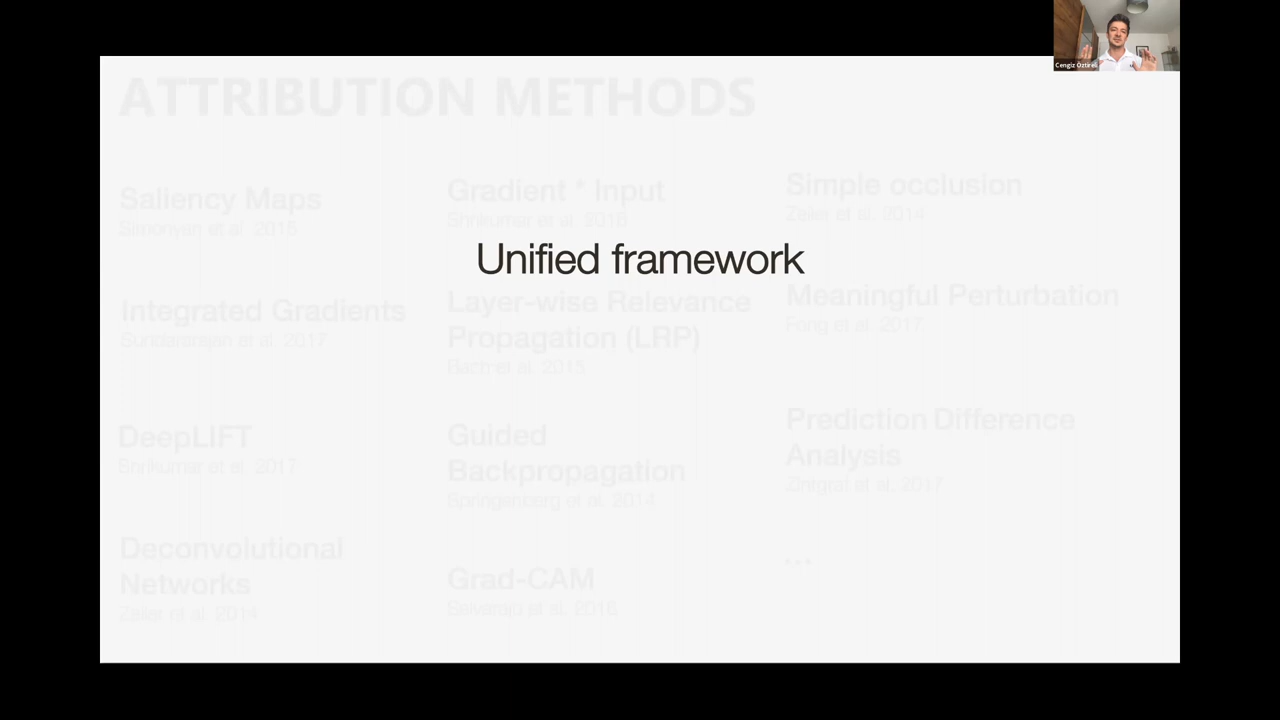 Cengiz Öztireli
ATTRIBUTION METHODS
Saliency Maps
Simonyan et al. 2015
Gradient * Input
Shrikumar et al. 2016
Simple occlusion
Zeiler et al. 2014
Unified framework
Integrated Gradients
Sundararajan et al. 2017
Layer-wise Relevance
Propagation (LRP)
Bach et al. 2015
Meaningful Perturbation
Fong et al. 2017
DeepLIFT
Shrikumar et al. 2017
Guided
Backpropagation
Springenberg et al. 2014
Prediction Difference
Analysis
Zintgraf et al. 2017
Deconvolutional
Networks
Zeiler et al. 2014
Grad-CAM
Selvaraju et al. 2016
...